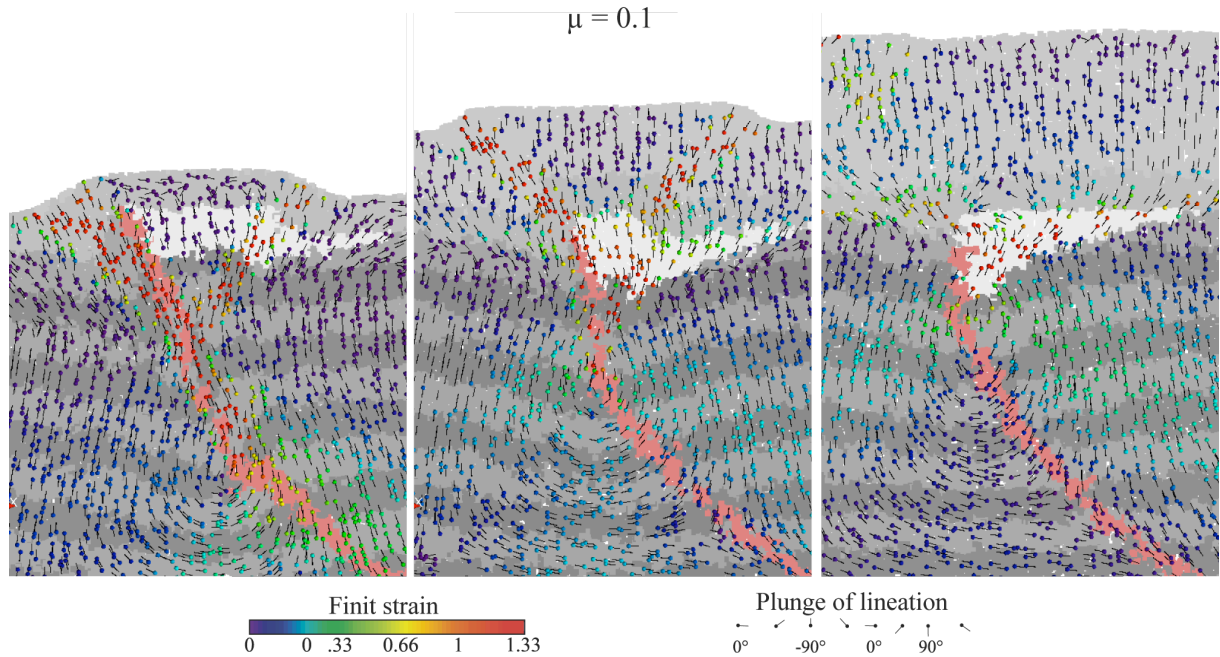 μ = 0.1
Finit strain
0 0 .33 0.66 1 1.33
Plunge of lineation
0° -90° 0° 90°